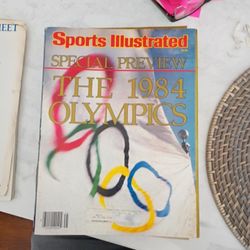 EET
Sports Illustrated
SPECIAL PREVIEW
THE 1984
OLYMPICS